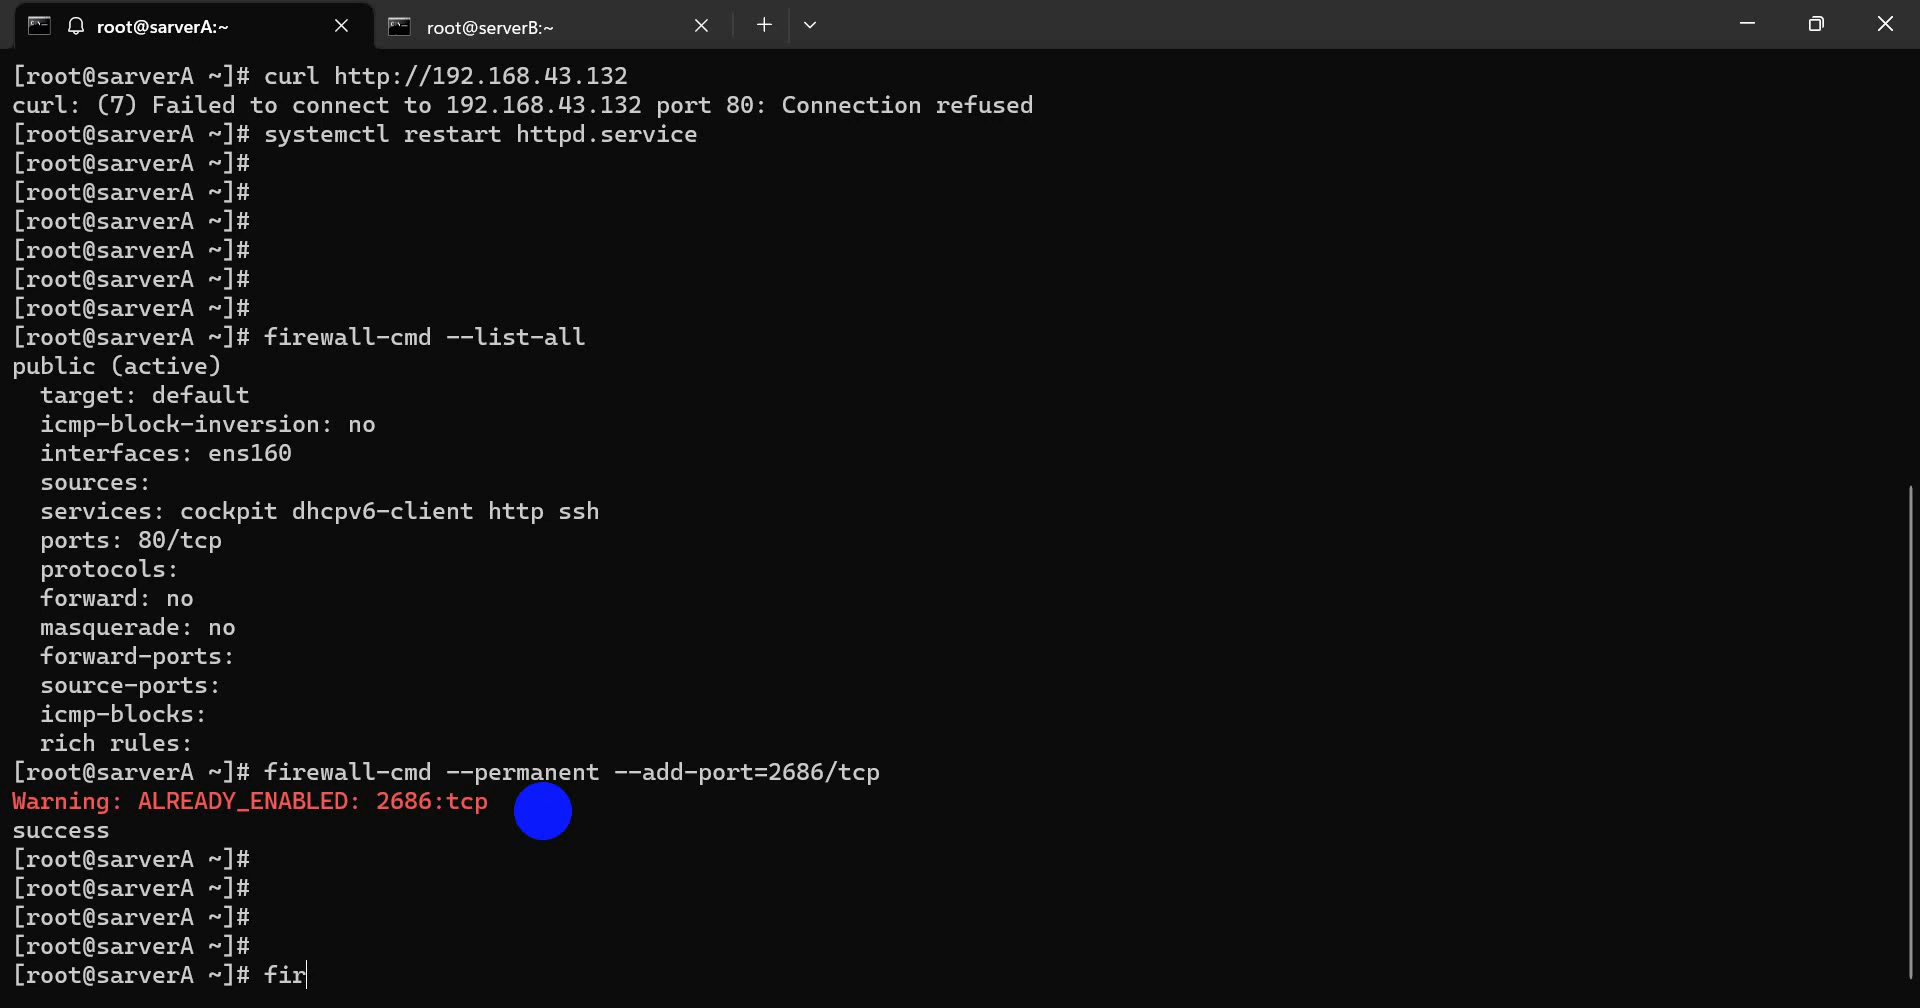 root@sarverA:~
root@serverB:~
[root@sarverA ~]# curl http://192.168.43.132
curl: (7) Failed to connect to 192.168.43.132 port 80: Connection refused
[root@sarverA ~]# systemctl restart httpd.service
[root@sarverA ~]#
[root@sarverA ~]#
[root@sarverA ~]#
[root@sarverA ~]#
[root@sarverA ~]#
[root@sarverA ~]#
[root@sarverA ~]# firewall-cmd --list-all
public (active)
  target: default
  icmp-block-inversion: no
  interfaces: ens160
  sources:
  services: cockpit dhcpv6-client http ssh
  ports: 80/tcp
  protocols:
  forward: no
  masquerade: no
  forward-ports:
  source-ports:
  icmp-blocks:
  rich rules:
[root@sarverA ~]# firewall-cmd --permanent --add-port=2686/tcp
Warning: ALREADY_ENABLED: 2686:tcp
success
[root@sarverA ~]#
[root@sarverA ~]#
[root@sarverA ~]#
[root@sarverA ~]#
[root@sarverA ~]# fir